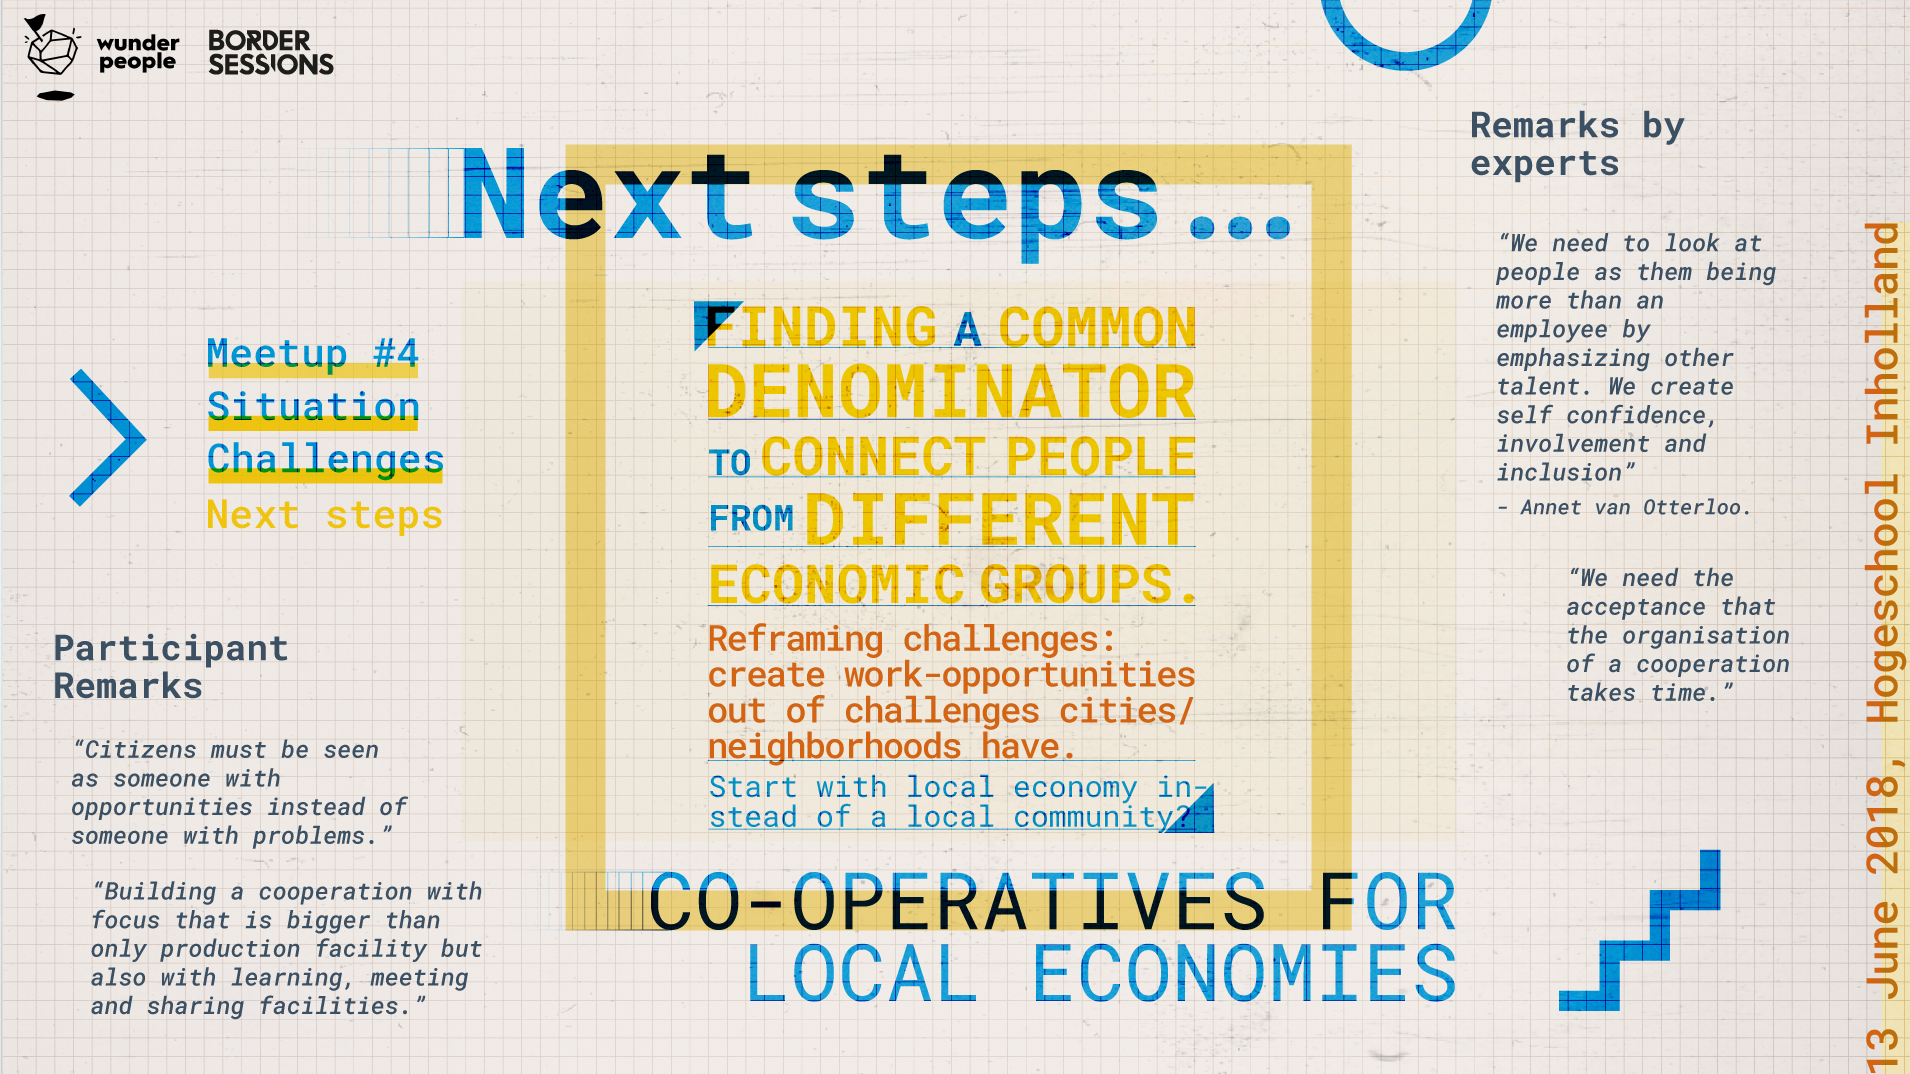 wunder
people
BORDER
SESSIONS
Next steps...
Meetup #4
Situation
Challenges
Next steps
FINDING A COMMON
DENOMINATOR
TO CONNECT PEOPLE
FROM DIFFERENT
ECONOMIC GROUPS.
Reframing challenges:
create work-opportunities
out of challenges cities/
neighborhoods have.
Start with local economy in-
stead of a local community?
CO-OPERATIVES FOR
LOCAL ECONOMIES
Participant
Remarks
“Citizens must be seen
as someone with
opportunities instead of
someone with problems.”
“Building a cooperation with
focus that is bigger than
only production facility but
also with learning, meeting
and sharing facilities.”
Remarks by
experts
“We need to look at
people as them being
more than an
employee by
emphasizing other
talent. We create
self confidence,
involvement and
inclusion”
- Annet van Otterloo.
“We need the
acceptance that
the organisation
of a cooperation
takes time.”
13 June 2018, Hogeschool Inholland